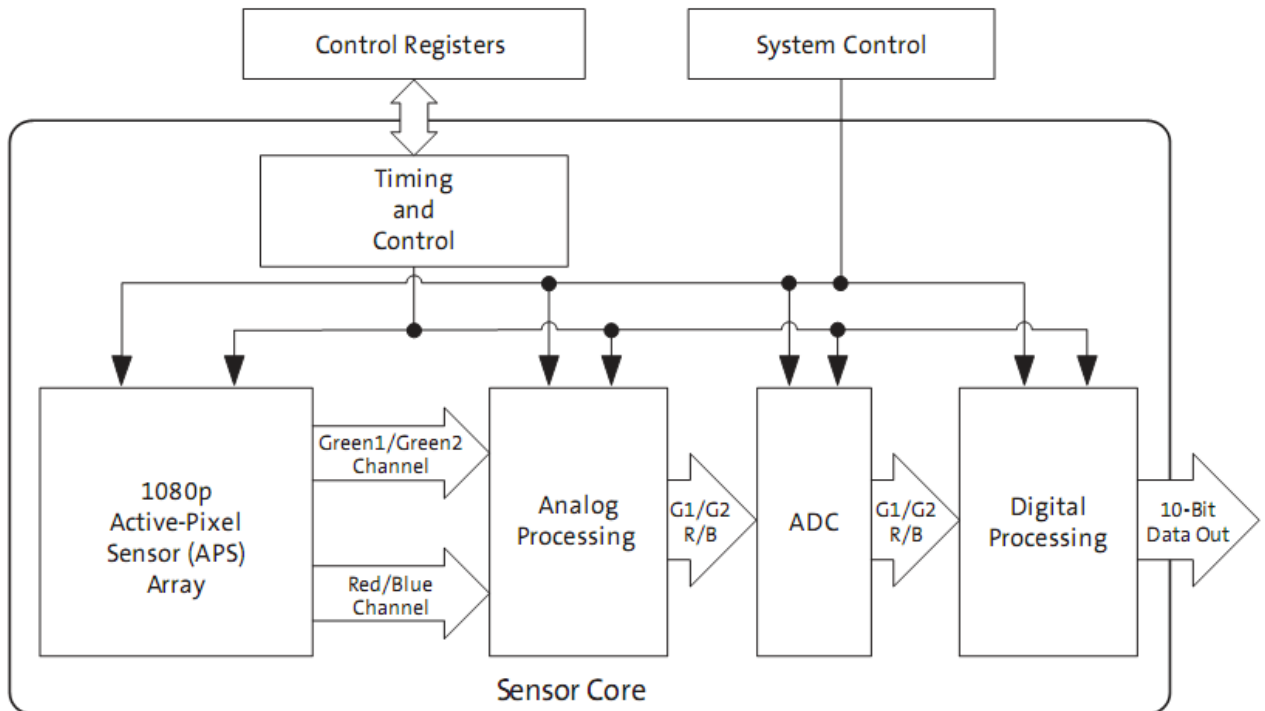 Control Registers
System Control
Timing
and
Control
1080p
Active-Pixel
Sensor (APS)
Array
Green1/Green2
Channel
Red/Blue
Channel
Analog
Processing
G1/G2
R/B
ADC
G1/G2
R/B
Digital
Processing
10-Bit
Data Out
Sensor Core